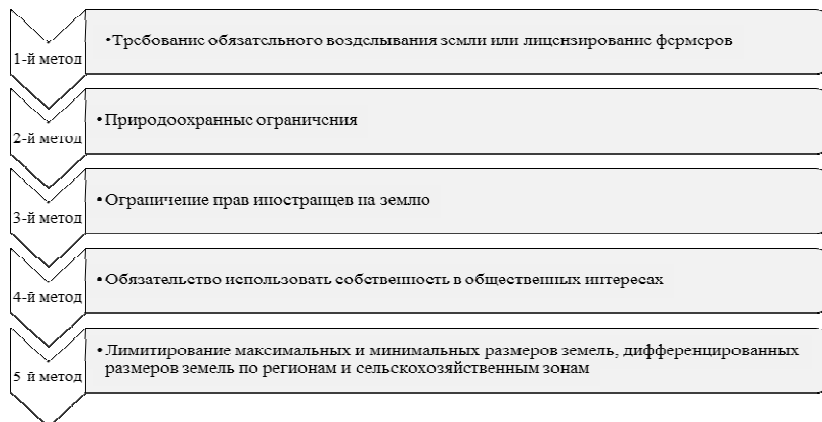 1-й метод
•Требование обязательного возделывания земли или лицензирование фермеров
2-й метод
•Природоохранные ограничения
3-й метод
•Ограничение прав иностранцев на землю
4-й метод
•Обязательство использовать собственность в общественных интересах
5 й метод
•Лимитирование максимальных и минимальных размеров земель, дифференцированных
размеров земель по регионам и сельскохозяйственным зонам